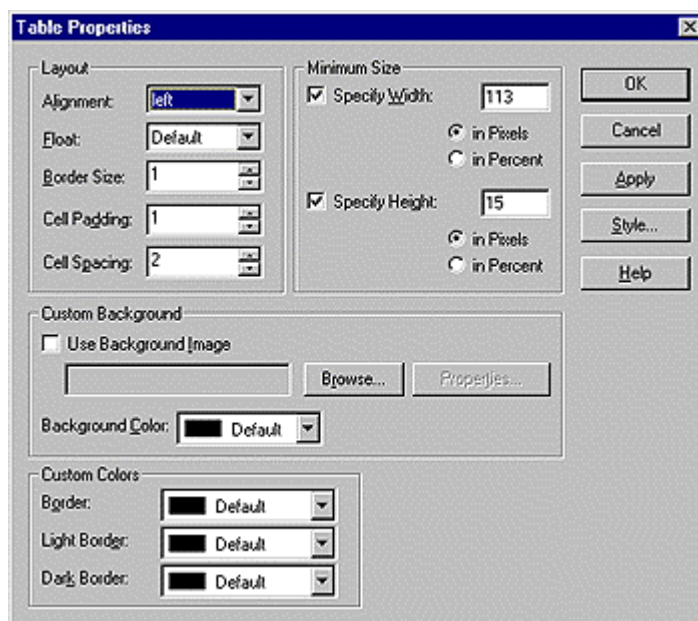 Table Properties
Layout
Alignment: left
Float: Default
Border Size: 1
Cell Padding: 1
Cell Spacing: 2
Minimum Size
Specify Width: 113
in Pixels
in Percent
Specify Height: 15
in Pixels
in Percent
OK
Cancel
Apply
Style...
Help
Custom Background
Use Background Image
Browse... Properties...
Background Color: Default
Custom Colors
Border: Default
Light Border: Default
Dark Border: Default